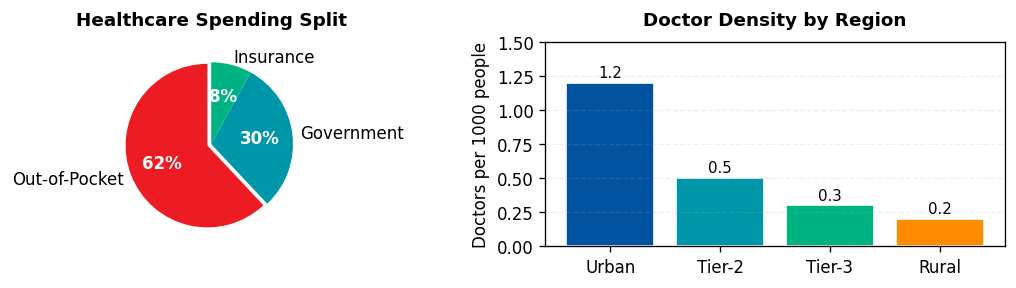 Healthcare Spending Split
Insurance
8%
Government
30%
62%
Out-of-Pocket
Doctor Density by Region
Doctors per 1000 people
1.50
1.25
1.00
0.75
0.50
0.25
0.00
1.2
0.5
0.3
0.2
Urban
Tier-2
Tier-3
Rural